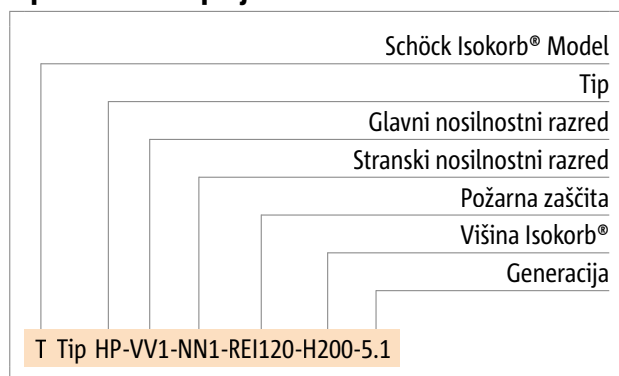 Schöck Isokorb® Model
Tip
Glavni nosilnostni razred
Stranski nosilnostni razred
Požarna zaščita
Višina Isokorb®
Generacija
T Tip HP-VV1-NN1-REI120-H200-5.1